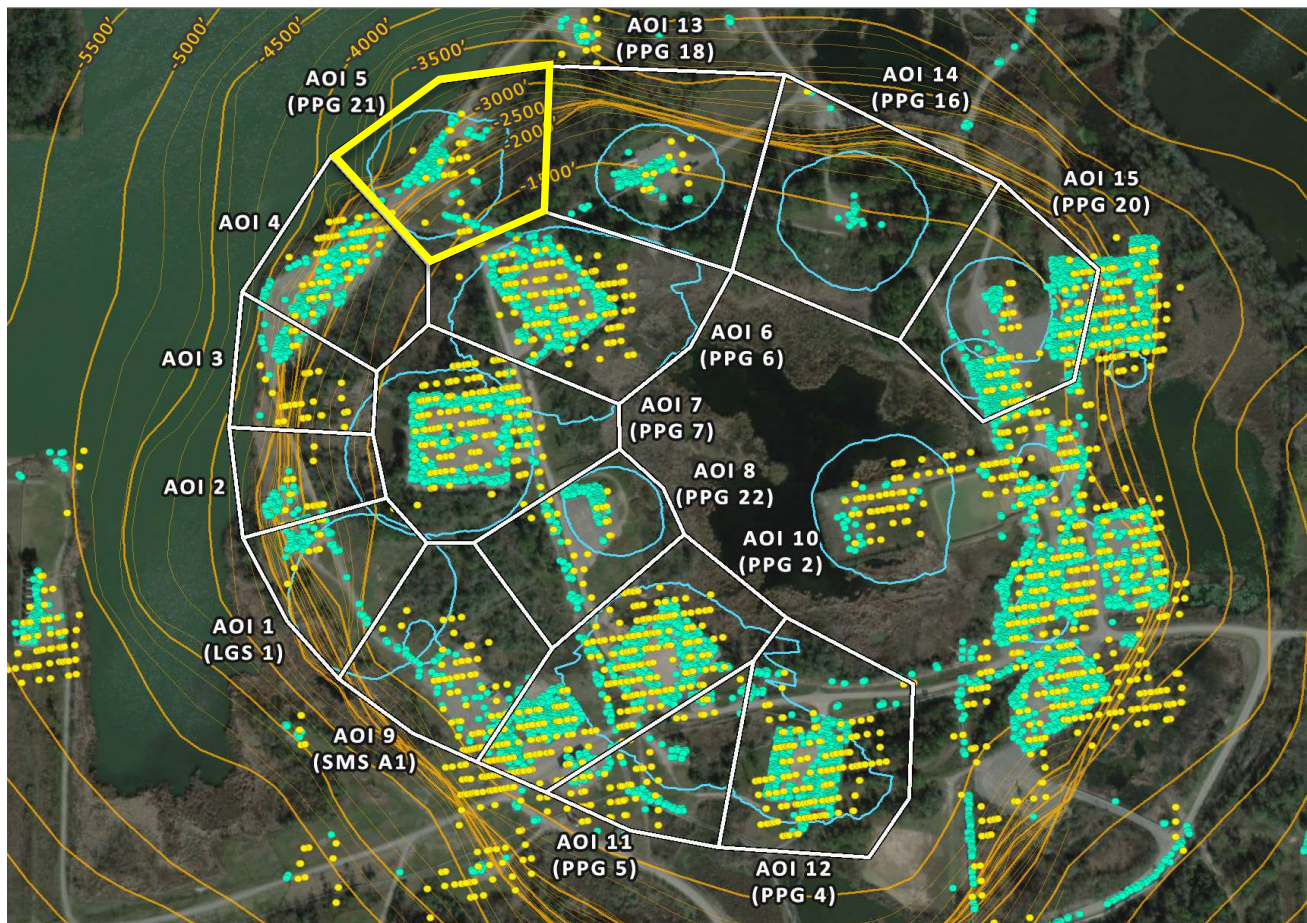 -5500'
-5000'
-4500'
-4000'
-3500'
-3000'
-2500'
-2000'
-1500'
AOI 13
(PPG 18)
AOI 14
(PPG 16)
AOI 5
(PPG 21)
AOI 15
(PPG 20)
AOI 4
AOI 6
(PPG 6)
AOI 3
AOI 7
(PPG 7)
AOI 8
(PPG 22)
AOI 2
AOI 10
(PPG 2)
AOI 1
(LGS 1)
AOI 9
(SMS A1)
AOI 11
(PPG 5)
AOI 12
(PPG 4)